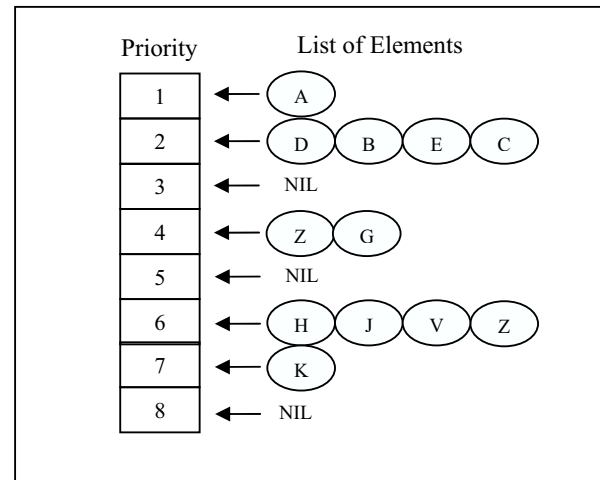 Priority List of Elements
1 A
2 D B E C
3 NIL
4 Z G
5 NIL
6 H J V Z
7 K
8 NIL